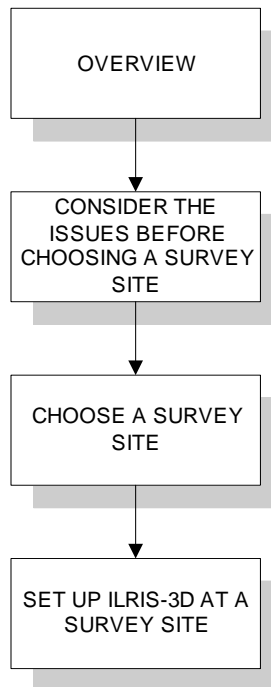 OVERVIEW
CONSIDER THE
ISSUES BEFORE
CHOOSING A SURVEY
SITE
CHOOSE A SURVEY
SITE
SET UP ILRIS-3D AT A
SURVEY SITE